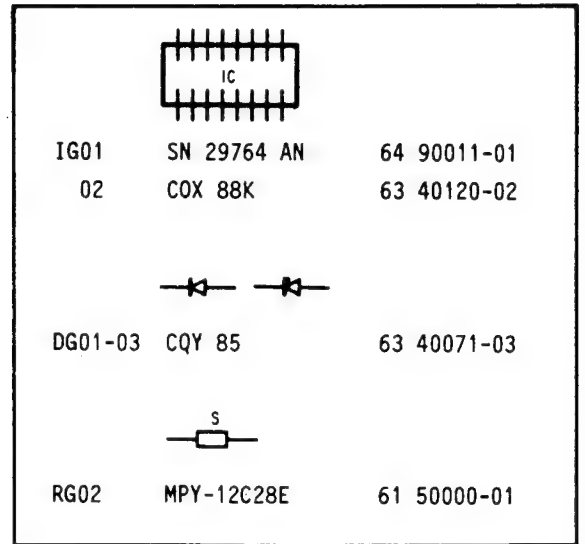 IC
IG01 SN 29764 AN 64 90011-01
02 COX 88K 63 40120-02
DG01-03 CQY 85 63 40071-03
S
RG02 MPY-12C28E 61 50000-01